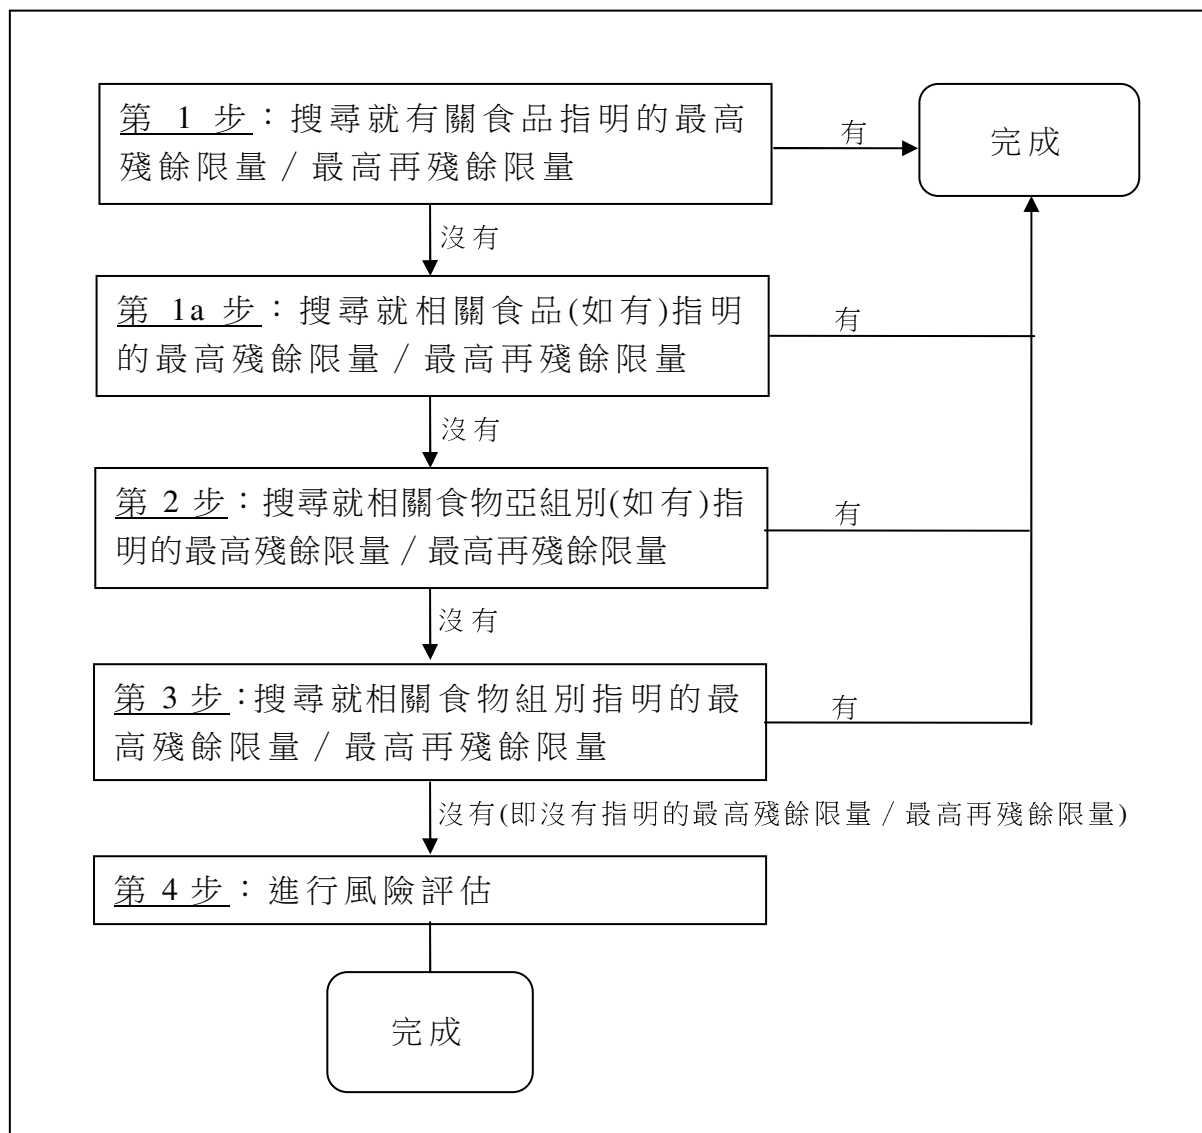 第 1 步：搜尋就有關食品指明的最高
殘餘限量／最高再殘餘限量
有
完成
沒有
第 1a 步：搜尋就相關食品(如有)指明
的最高殘餘限量／最高再殘餘限量
有
沒有
第 2 步：搜尋就相關食物亞組別(如有)指
明的最高殘餘限量／最高再殘餘限量
有
沒有
第 3 步：搜尋就相關食物組別指明的最
高殘餘限量／最高再殘餘限量
有
沒有(即沒有指明的最高殘餘限量／最高再殘餘限量)
第 4 步：進行風險評估
完成